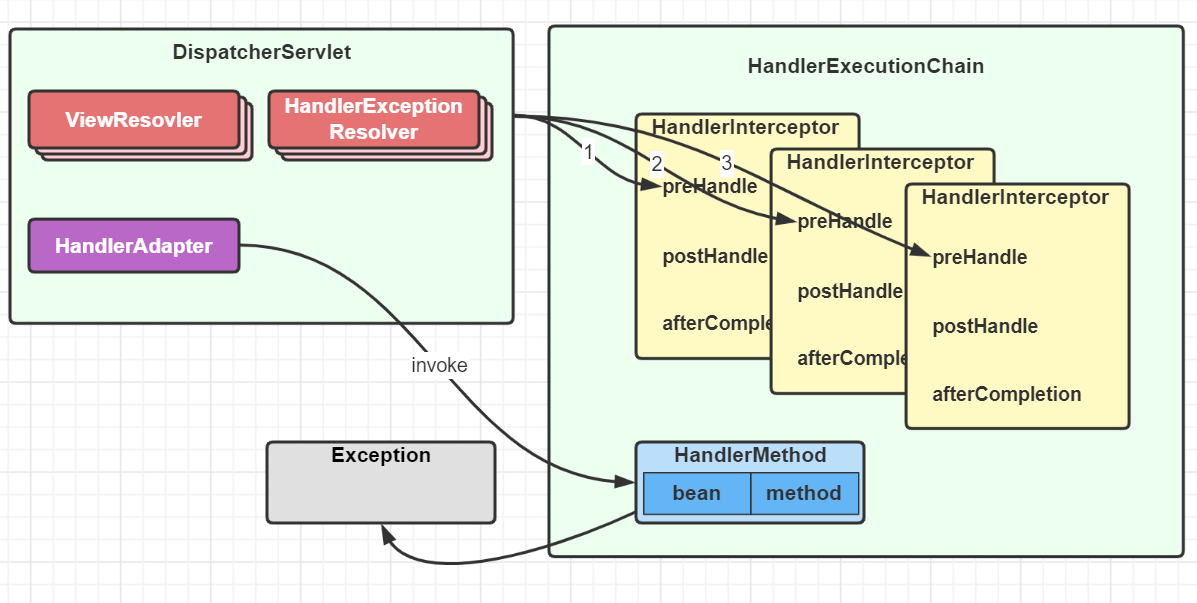 DispatcherServlet
ViewResovler
HandlerException
Resolver
HandlerAdapter
invoke
Exception
HandlerExecutionChain
HandlerInterceptor
1
preHandle
postHandle
afterComple
HandlerInterceptor
2
preHandle
postHandle
afterComple
HandlerInterceptor
3
preHandle
postHandle
afterCompletion
HandlerMethod
bean
method